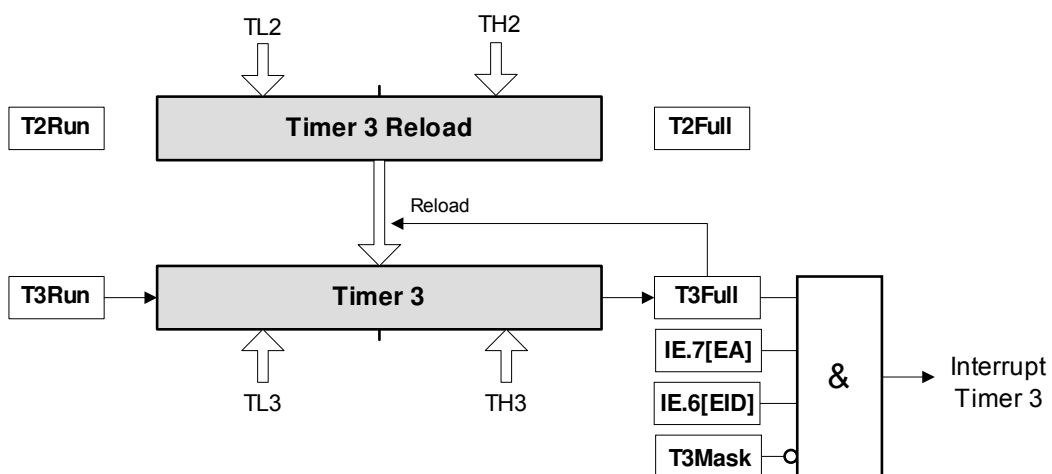 TL2
TH2
T2Run
Timer 3 Reload
T2Full
Reload
T3Run
Timer 3
T3Full
IE.7[EA]
IE.6[EID]
T3Mask
&
Interrupt
Timer 3
TL3
TH3